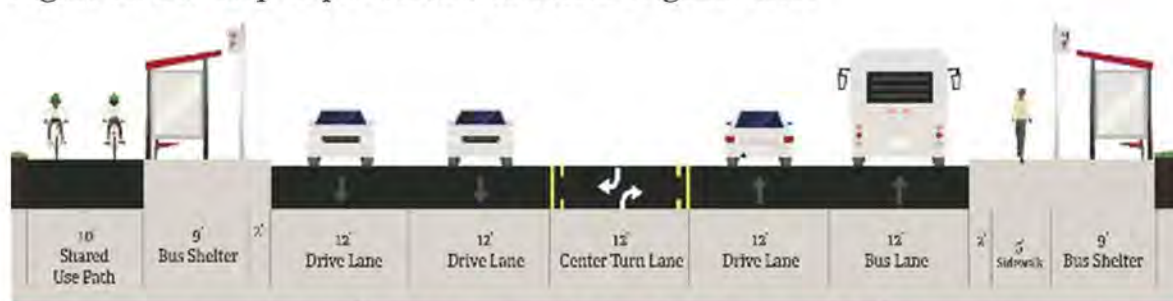 10'
Shared
Use Path
9'
Bus Shelter
2'
12'
Drive Lane
12'
Drive Lane
12'
Center Turn Lane
12'
Drive Lane
12'
Bus Lane
2'
5'
Sidewalk
9'
Bus Shelter